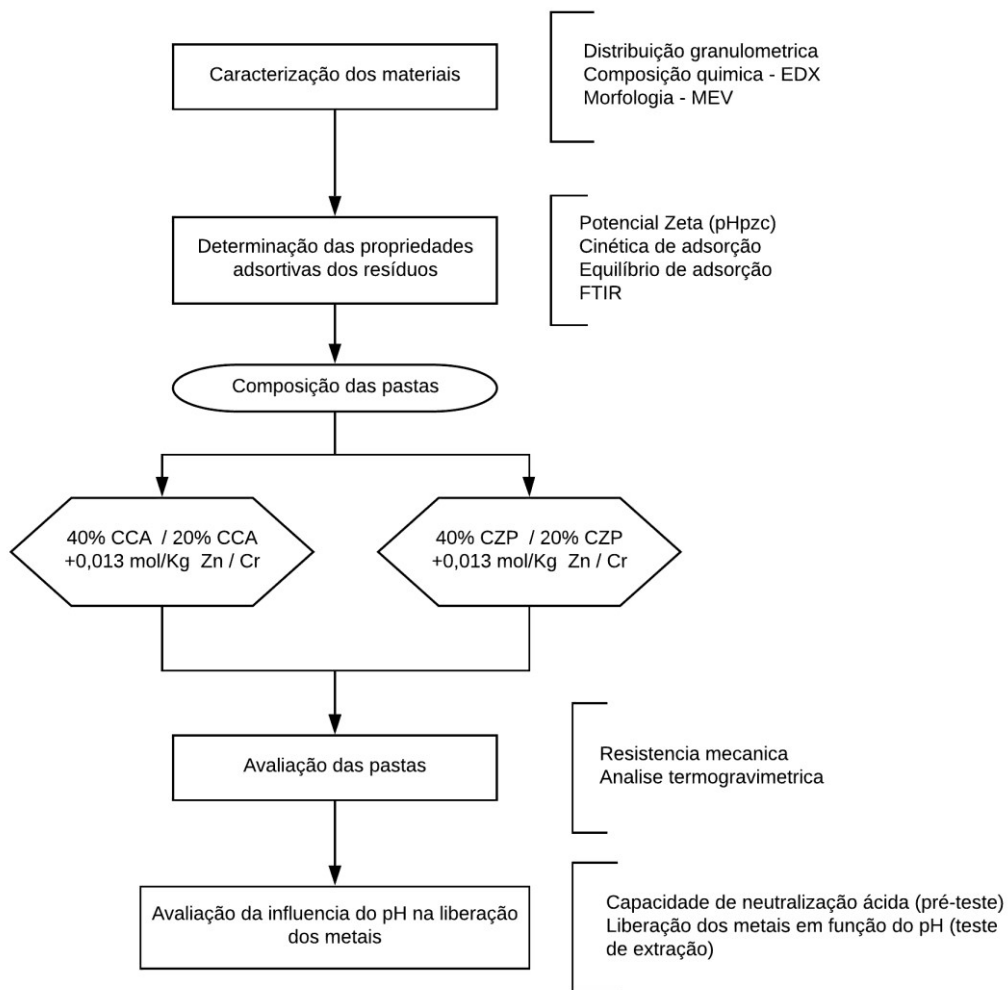 Caracterização dos materiais
Distribuição granulometrica
Composição quimica - EDX
Morfologia - MEV
Determinação das propriedades
adsortivas dos resíduos
Potencial Zeta (pHpzc)
Cinética de adsorção
Equilíbrio de adsorção
FTIR
Composição das pastas
40% CCA / 20% CCA
+0,013 mol/Kg Zn / Cr
40% CZP / 20% CZP
+0,013 mol/Kg Zn / Cr
Avaliação das pastas
Resistencia mecanica
Analise termogravimetrica
Avaliação da influencia do pH na liberação
dos metais
Capacidade de neutralização ácida (pré-teste)
Liberação dos metais em função do pH (teste
de extração)